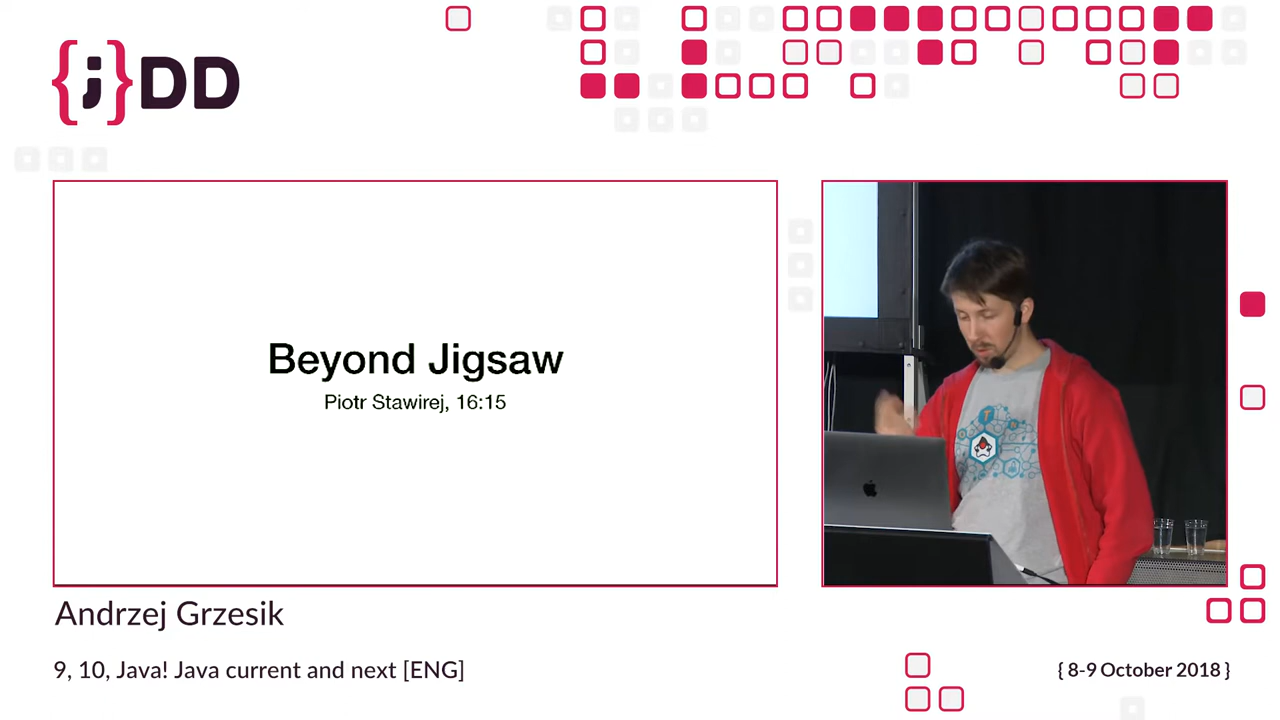 {j}DD
Beyond Jigsaw
Piotr Stawirej, 16:15
Andrzej Grzesik
9, 10, Java! Java current and next [ENG]
{ 8-9 October 2018 }